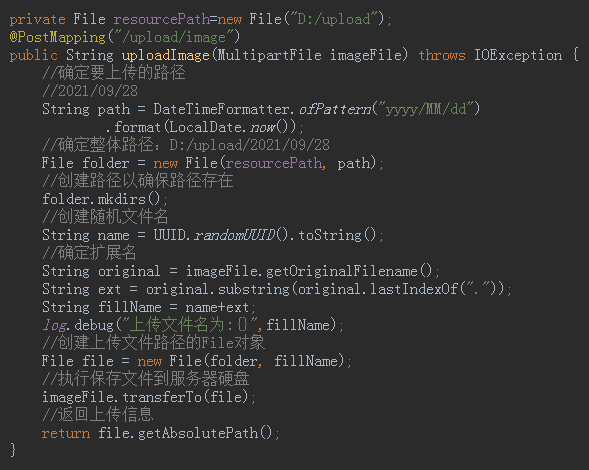 private File resourcePath=new File("D:/upload");
@PostMapping("/upload/image")
public String uploadImage(MultipartFile imageFile) throws IOException {
    //确定要上传的路径
    //2021/09/28
    String path = DateTimeFormatter.ofPattern("yyyy/MM/dd")
            .format(LocalDate.now());
    //确定整体路径：D:/upload/2021/09/28
    File folder = new File(resourcePath, path);
    //创建路径以确保路径存在
    folder.mkdirs();
    //创建随机文件名
    String name = UUID.randomUUID().toString();
    //确定扩展名
    String original = imageFile.getOriginalFilename();
    String ext = original.substring(original.lastIndexOf("."));
    String fillName = name+ext;
    log.debug("上传文件名为:{}",fillName);
    //创建上传文件路径的File对象
    File file = new File(folder, fillName);
    //执行保存文件到服务器硬盘
    imageFile.transferTo(file);
    //返回上传信息
    return file.getAbsolutePath();
}